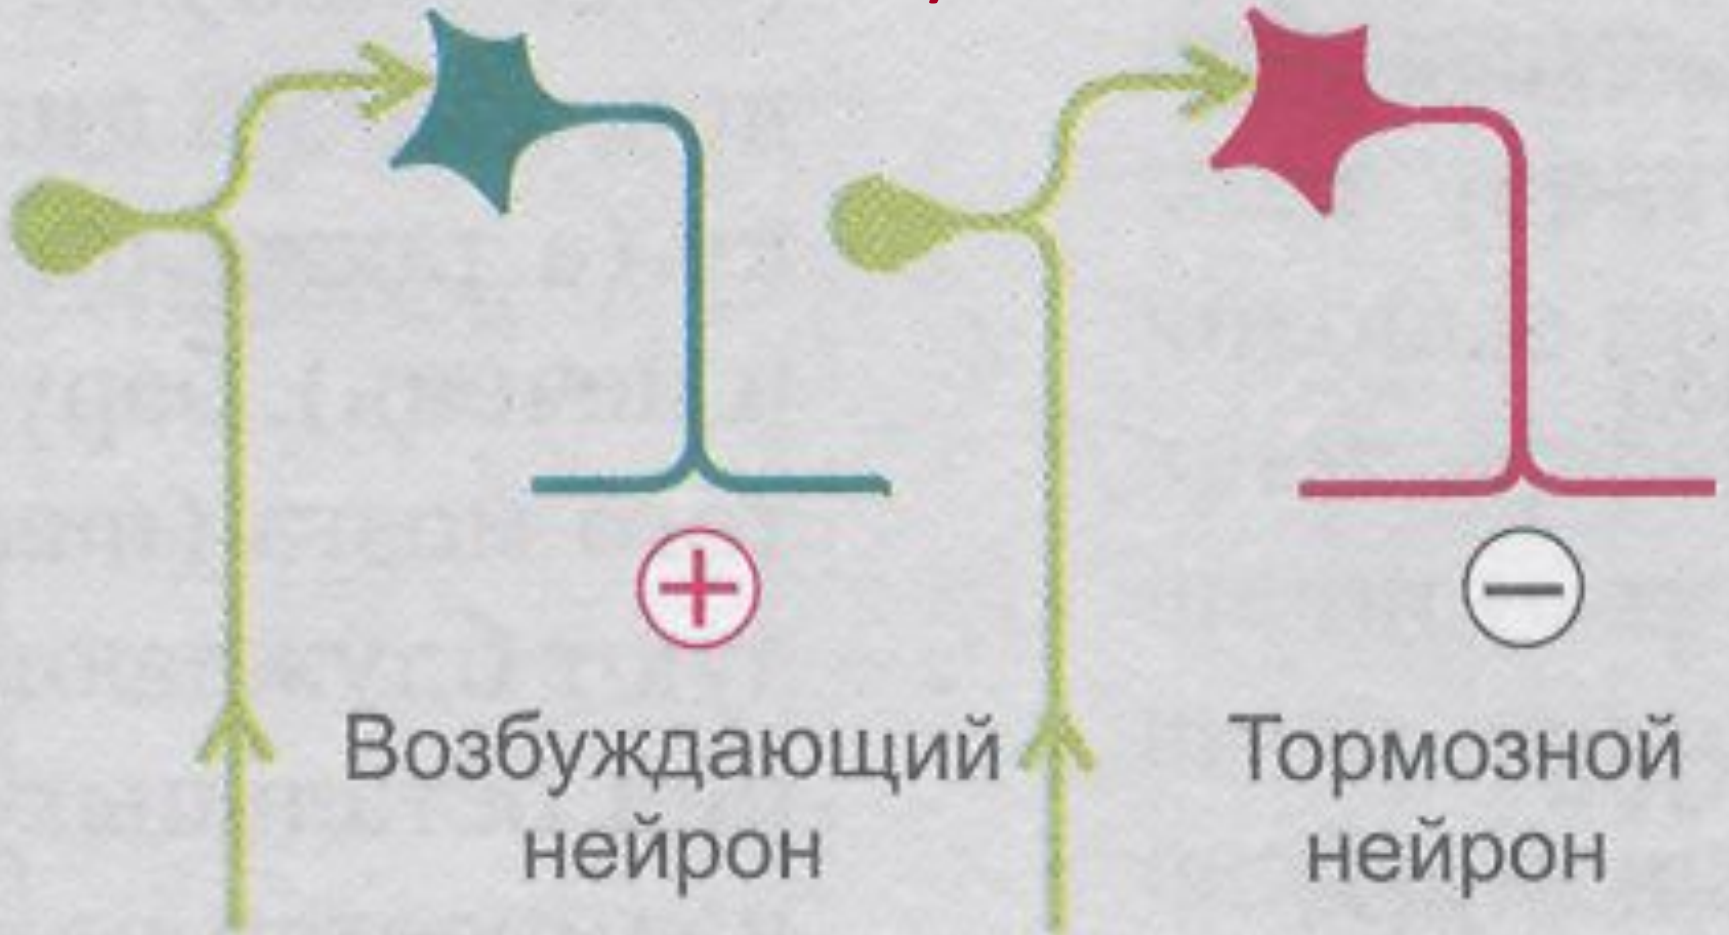 Возбуждающий
нейрон
Тормозной
нейрон